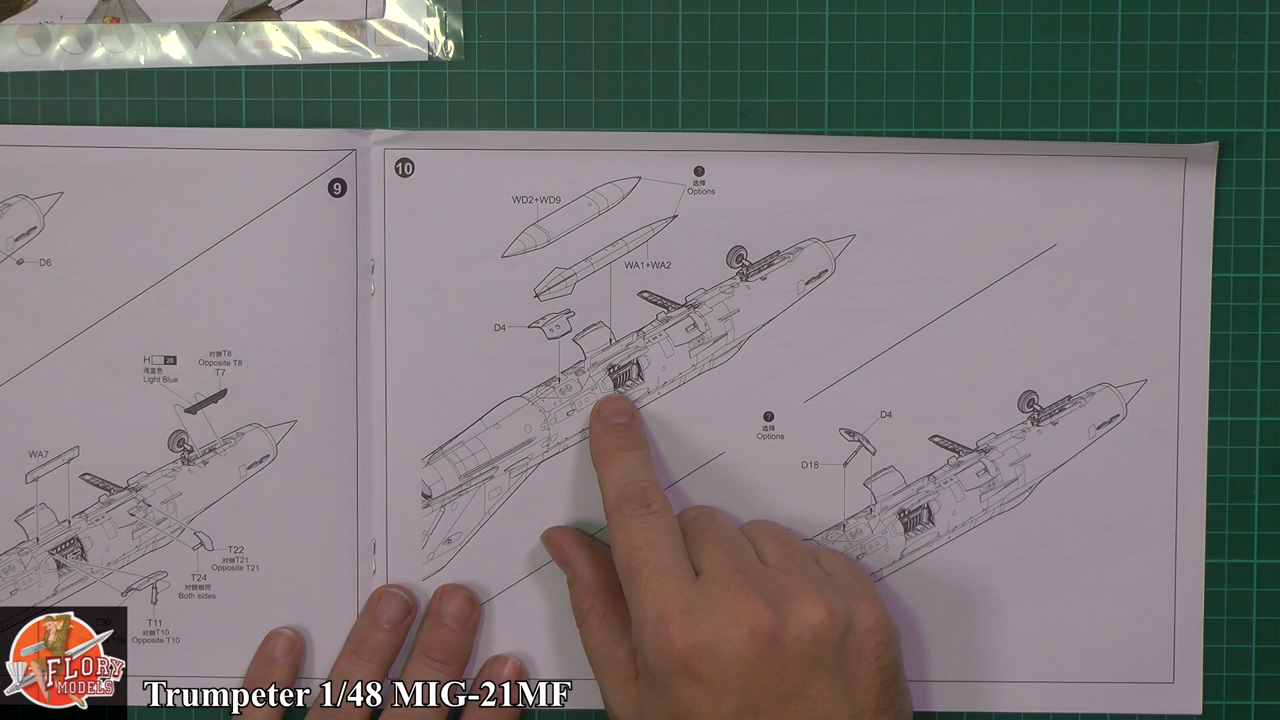 9
D6
H 20
浅蓝色
Light Blue
对侧T8
Opposite T8
T7
WA7
T22
对侧T21
Opposite T21
T24
对侧相同
Both sides
T11
对侧T10
Opposite T10
10
WD2+WD9
?
选择
Options
WA1+WA2
D4
?
选择
Options
D4
D18
FLORY
MODELS
Trumpeter 1/48 MIG-21MF